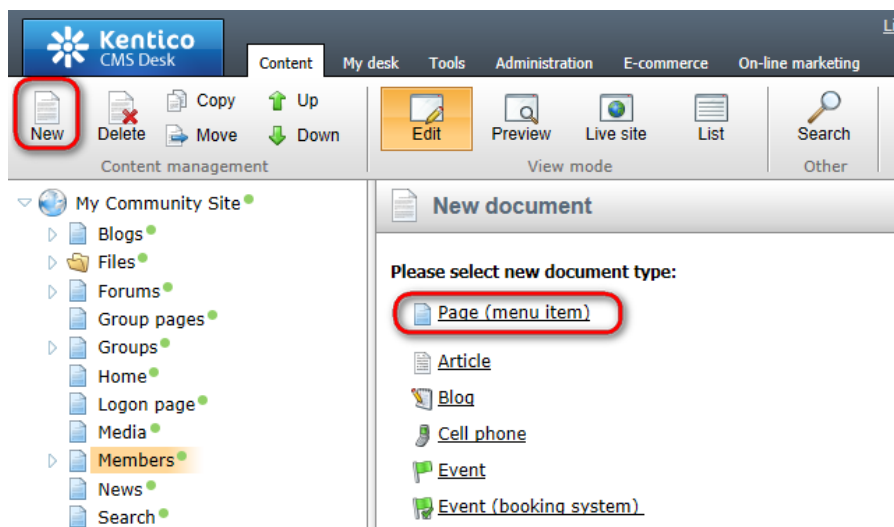 Kentico
CMS Desk
Content
My desk
Tools
Administration
E-commerce
On-line marketing
New
Delete
Copy
Move
Up
Down
Content management
Edit
Preview
Live site
List
View mode
Search
Other
My Community Site
Blogs
Files
Forums
Group pages
Groups
Home
Logon page
Media
Members
News
Search
New document
Please select new document type:
Page (menu item)
Article
Blog
Cell phone
Event
Event (booking system)